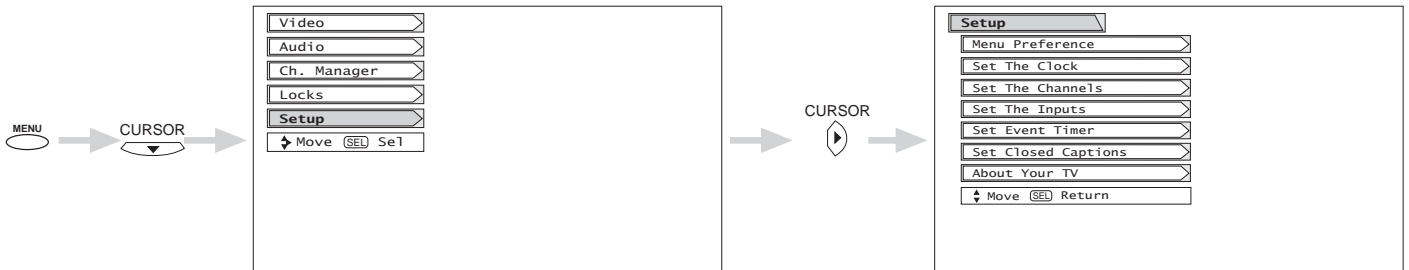 MENU
CURSOR
Video
Audio
Ch. Manager
Locks
Setup
Move SEL Sel
CURSOR
Setup
Menu Preference
Set The Clock
Set The Channels
Set The Inputs
Set Event Timer
Set Closed Captions
About Your TV
Move SEL Return